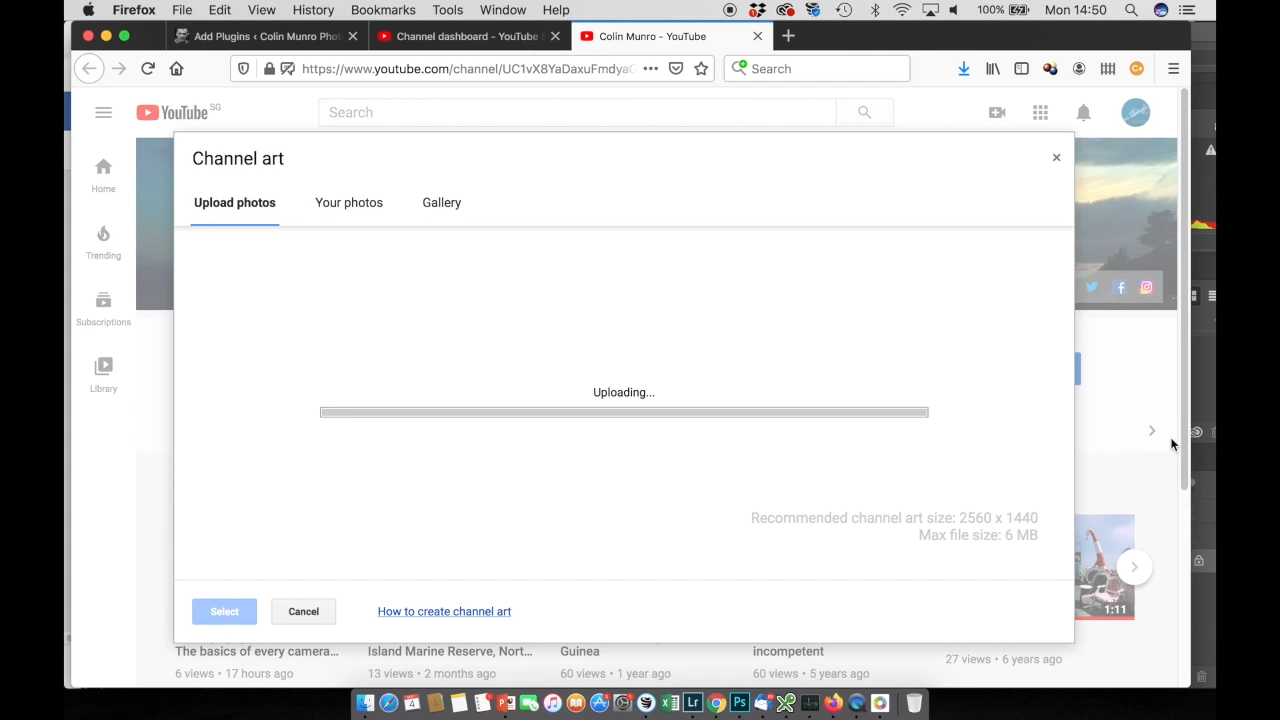 Firefox File Edit View History Bookmarks Tools Window Help 100% Mon 14:50
Add Plugins ‹ Colin Munro Phot Channel dashboard - YouTube Colin Munro - YouTube
https://www.youtube.com/channel/UC1vX8YaDaxuFmdya Search
YouTube SG Search
Channel art
Upload photos Your photos Gallery
Home
Trending
Subscriptions
Library
Uploading...
Recommended channel art size: 2560 x 1440
Max file size: 6 MB
Select Cancel How to create channel art
1:11
The basics of every camera... Island Marine Reserve, Nort... Guinea incompetent
6 views • 17 hours ago 13 views • 2 months ago 60 views • 1 year ago 60 views • 5 years ago 27 views • 6 years ago
Lr Ps